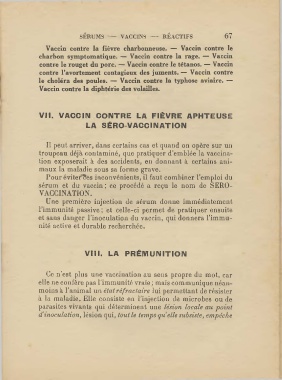 SÉRUMS — VACCINS — RÉACTIFS 67
Vaccin contre la fièvre charbonneuse. — Vaccin contre le
charbon symptomatique. — Vaccin contre la rage. — Vaccin
contre le rouget du porc. — Vaccin contre le tétanos. — Vaccin
contre l'avortement contagieux des juments. — Vaccin contre
le choléra des poules. — Vaccin contre la typhose aviaire. —
Vaccin contre la diphtérie des volailles.
VII. VACCIN CONTRE LA FIÈVRE APHTEUSE
LA SÉRO-VACCINATION
Il peut arriver, dans certains cas et quand on opère sur un
troupeau déjà contaminé, que pratiquer d'emblée la vaccina-
tion exposerait à des accidents, en donnant à certains ani-
maux la maladie sous sa forme grave.
Pour éviter ces inconvénients, il faut combiner l'emploi du
sérum et du vaccin ; ce procédé a reçu le nom de SÉRO-
VACCINATION.
Une première injection de sérum donne immédiatement
l'immunité passive ; et celle-ci permet de pratiquer ensuite
et sans danger l'inoculation du vaccin, qui donnera l'immu-
nité active et durable recherchée.
VIII. LA PRÉMUNITION
Ce n'est plus une vaccination au sens propre du mot, car
elle ne confère pas l'immunité vraie ; mais communique néan-
moins à l'animal un état réfractaire lui permettant de résister
à la maladie. Elle consiste en l'injection de microbes ou de
parasites vivants qui déterminent une lésion locale au point
d'inoculation, lésion qui, tout le temps qu'elle subsiste, empêche